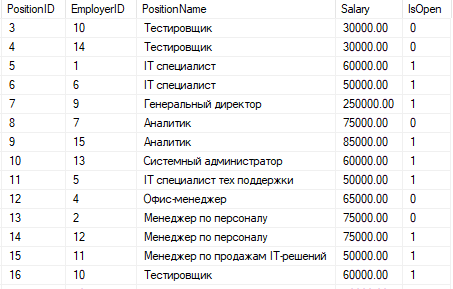 PositionID EmployerID PositionName Salary IsOpen
3 10 Тестировщик 30000.00 0
4 14 Тестировщик 30000.00 0
5 1 IT специалист 60000.00 1
6 6 IT специалист 50000.00 1
7 9 Генеральный директор 250000.00 1
8 7 Аналитик 75000.00 0
9 15 Аналитик 85000.00 1
10 13 Системный администратор 60000.00 1
11 5 IT специалист тех поддержки 50000.00 1
12 4 Офис-менеджер 65000.00 0
13 2 Менеджер по персоналу 75000.00 0
14 12 Менеджер по персоналу 75000.00 1
15 11 Менеджер по продажам IT-решений 50000.00 1
16 10 Тестировщик 60000.00 1